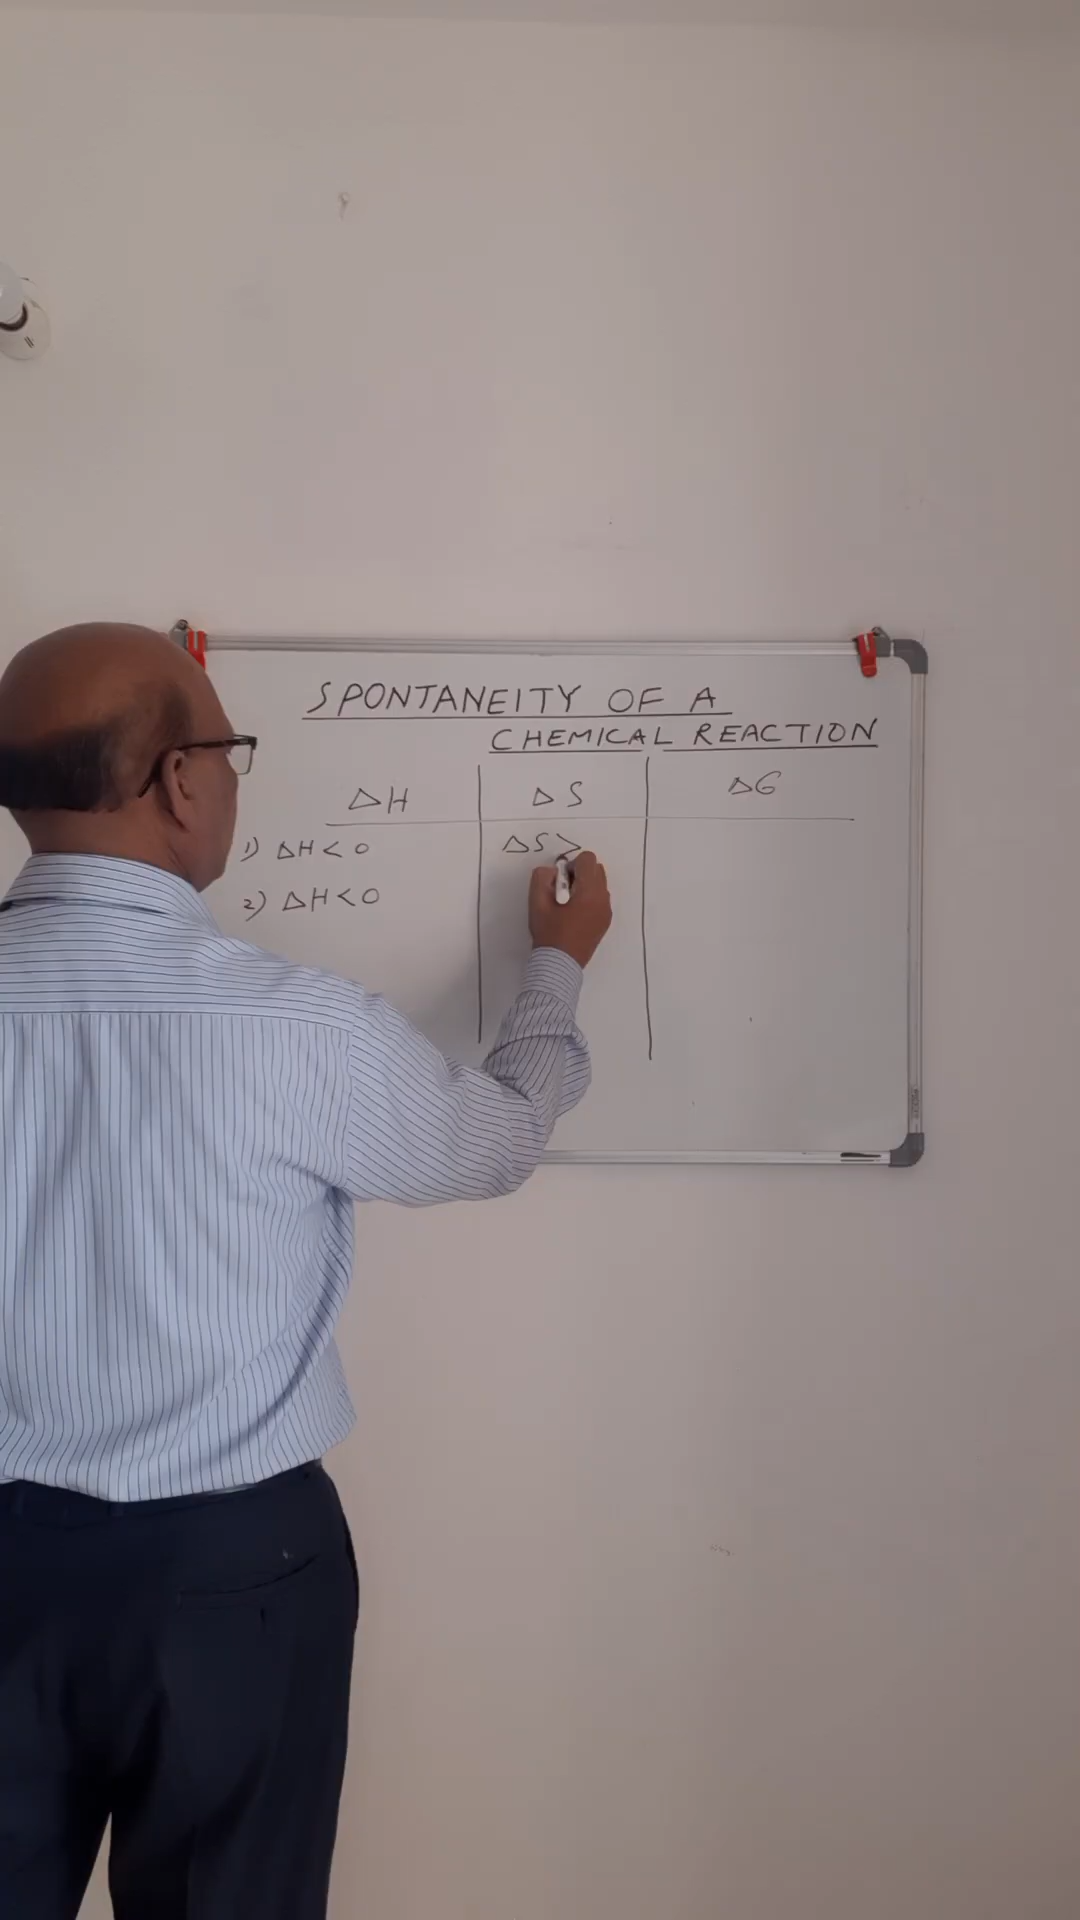 SPONTANEITY OF A
CHEMICAL REACTION
ΔH ΔS ΔG
1) ΔH < 0 ΔS >
2) ΔH < 0